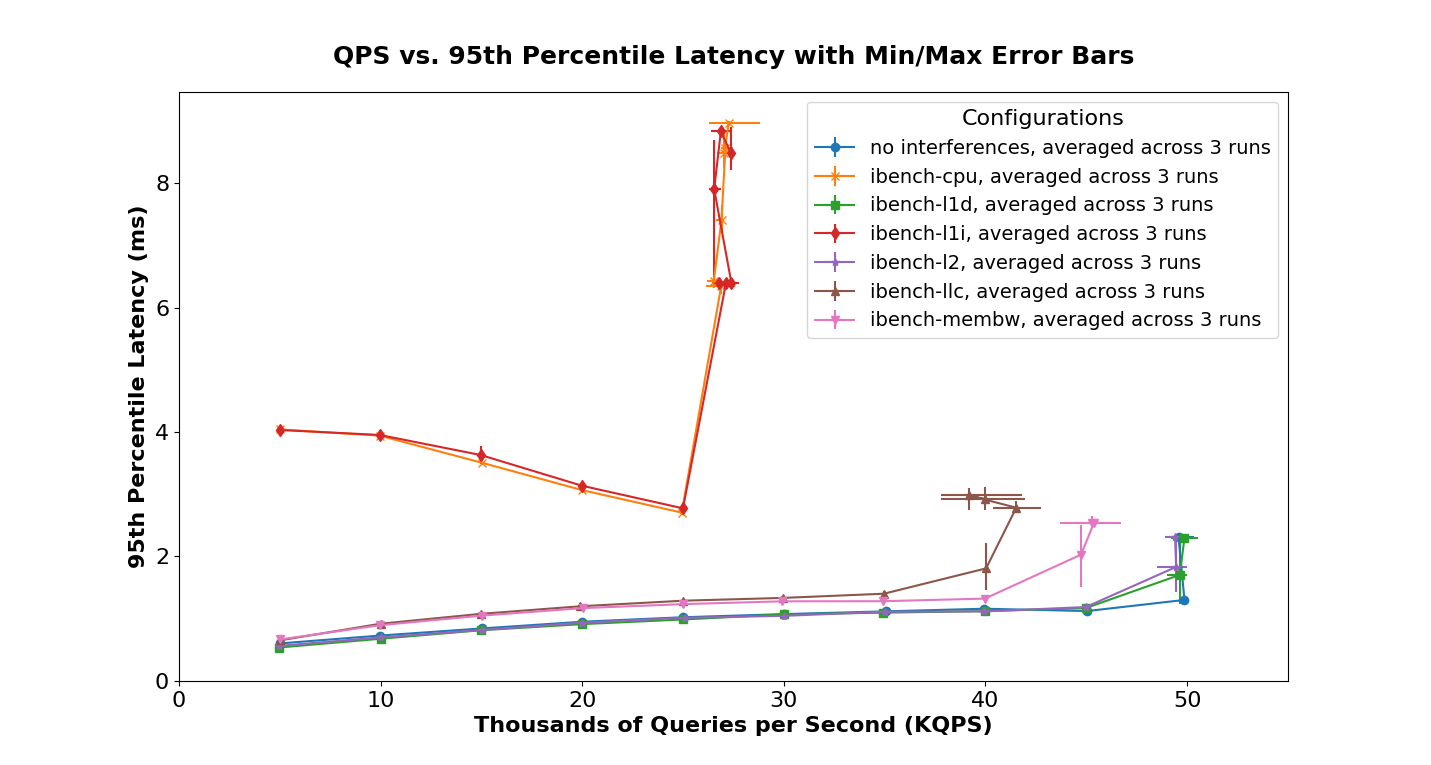 QPS vs. 95th Percentile Latency with Min/Max Error Bars
Configurations
no interferences, averaged across 3 runs
ibench-cpu, averaged across 3 runs
ibench-l1d, averaged across 3 runs
ibench-l1i, averaged across 3 runs
ibench-l2, averaged across 3 runs
ibench-llc, averaged across 3 runs
ibench-membw, averaged across 3 runs
95th Percentile Latency (ms)
8
6
4
2
0
0 10 20 30 40 50
Thousands of Queries per Second (KQPS)